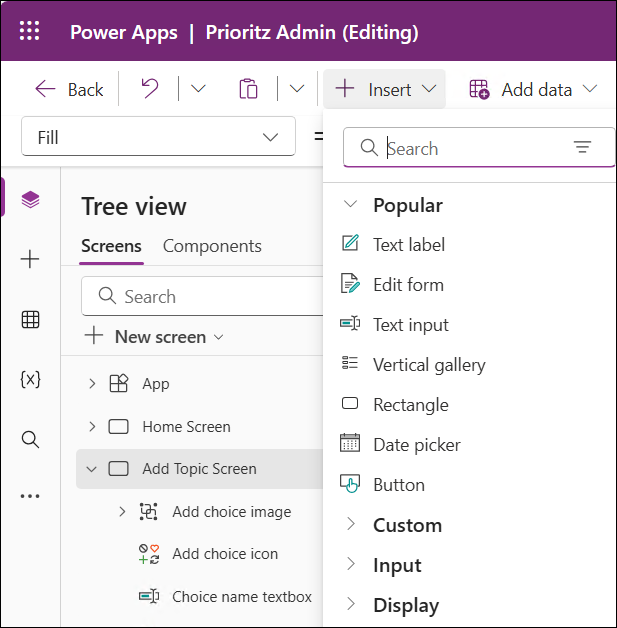 Power Apps | Prioritz Admin (Editing)
Back Insert Add data
Fill =
Search
Tree view
Screens Components
Search
New screen
App
Home Screen
Add Topic Screen
Add choice image
Add choice icon
Choice name textbox
Popular
Text label
Edit form
Text input
Vertical gallery
Rectangle
Date picker
Button
Custom
Input
Display